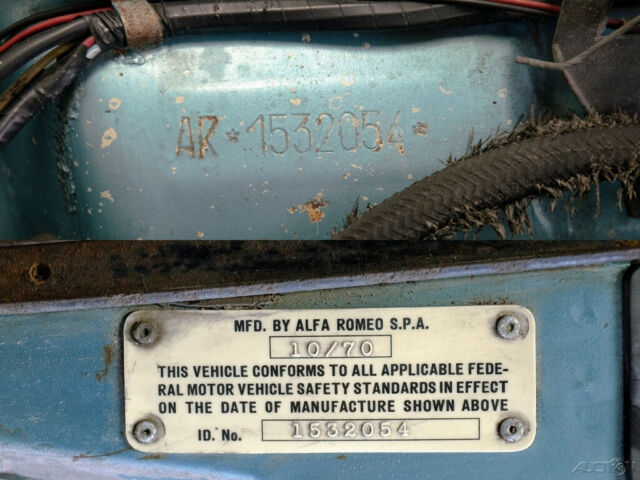 AR*1532054*
MFD. BY ALFA ROMEO S.P.A.
10/70
THIS VEHICLE CONFORMS TO ALL APPLICABLE FEDE-
RAL MOTOR VEHICLE SAFETY STANDARDS IN EFFECT
ON THE DATE OF MANUFACTURE SHOWN ABOVE
ID. No. 1532054